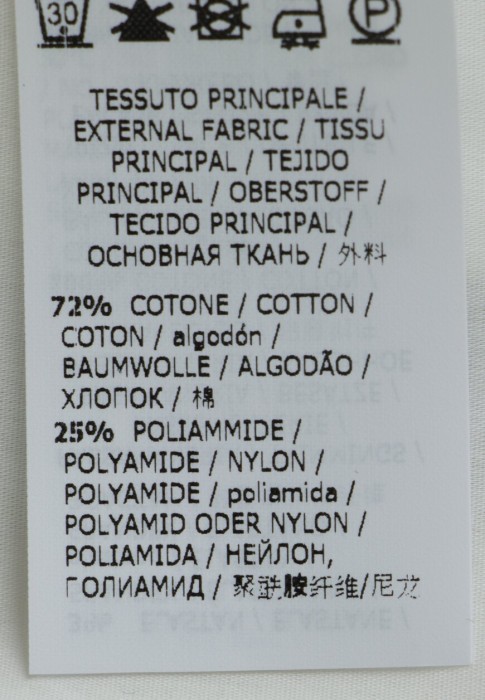 30 P
TESSUTO PRINCIPALE /
EXTERNAL FABRIC / TISSU
PRINCIPAL / TEJIDO
PRINCIPAL / OBERSTOFF /
TECIDO PRINCIPAL /
ОСНОВНАЯ ТКАНЬ / 外料
72% COTONE / COTTON /
COTON / algodón /
BAUMWOLLE / ALGODÃO /
ХЛОПОК / 棉
25% POLIAMMIDE /
POLYAMIDE / NYLON /
POLYAMIDE / poliamida /
POLYAMID ODER NYLON /
POLIAMIDA / НЕЙЛОН,
ГОЛИАМИД / 聚酰胺纤维/尼龙